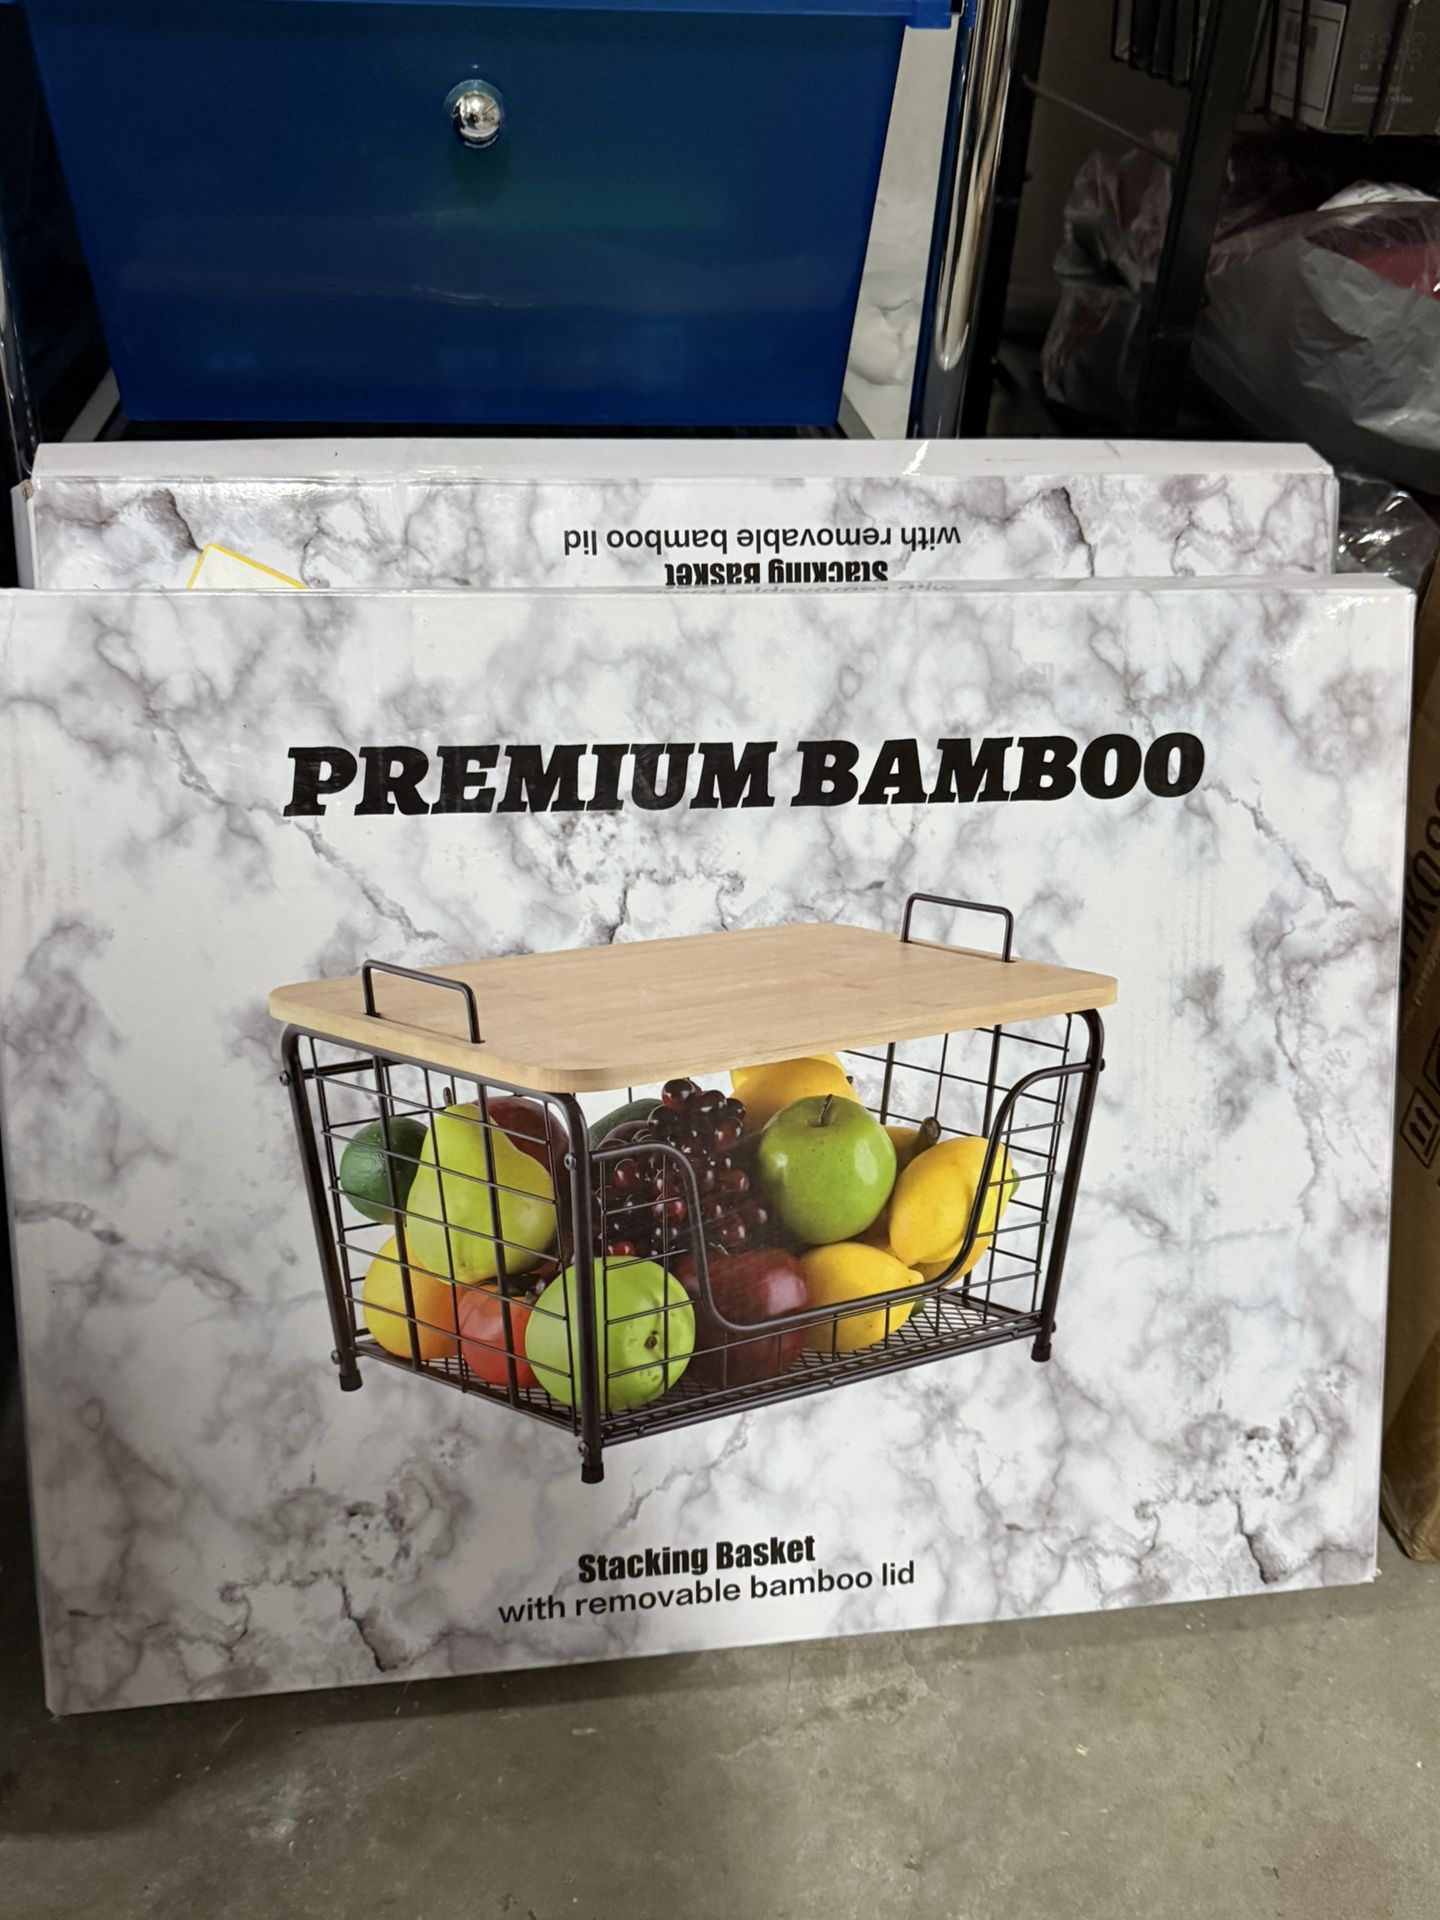 with removable bamboo lid
Stacking Basket
PREMIUM BAMBOO
Stacking Basket
with removable bamboo lid